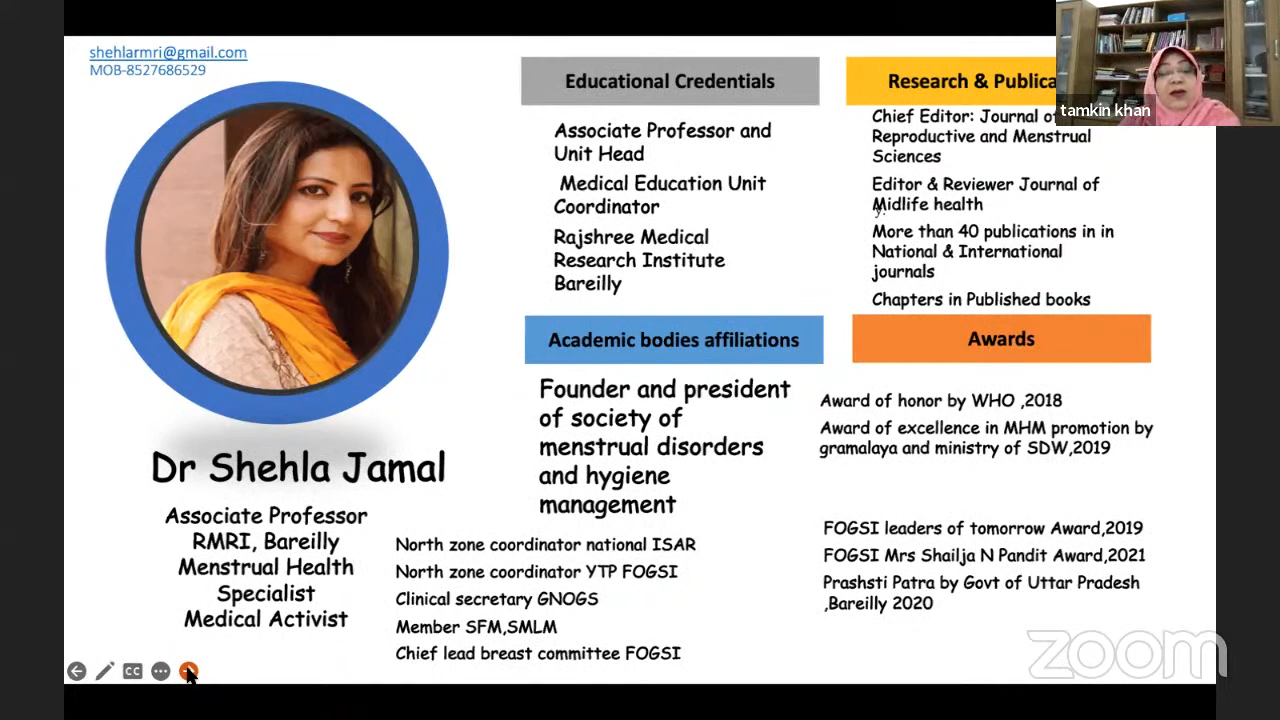 shehlarmri@gmail.com
MOB-8527686529
Dr Shehla Jamal
Associate Professor
RMRI, Bareilly
Menstrual Health
Specialist
Medical Activist
Educational Credentials
Associate Professor and
Unit Head
Medical Education Unit
Coordinator
Rajshree Medical
Research Institute
Bareilly
Research & Publica
Chief Editor: Journal of
Reproductive and Menstrual
Sciences
Editor & Reviewer Journal of
Midlife health
y.
More than 40 publications in in
National & International
journals
Chapters in Published books
Academic bodies affiliations
Founder and president
of society of
menstrual disorders
and hygiene
management
North zone coordinator national ISAR
North zone coordinator YTP FOGSI
Clinical secretary GNOGS
Member SFM,SMLM
Chief lead breast committee FOGSI
Awards
Award of honor by WHO ,2018
Award of excellence in MHM promotion by
gramalaya and ministry of SDW,2019
FOGSI leaders of tomorrow Award,2019
FOGSI Mrs Shailja N Pandit Award,2021
Prashsti Patra by Govt of Uttar Pradesh
,Bareilly 2020
tamkin khan
CC
zoom